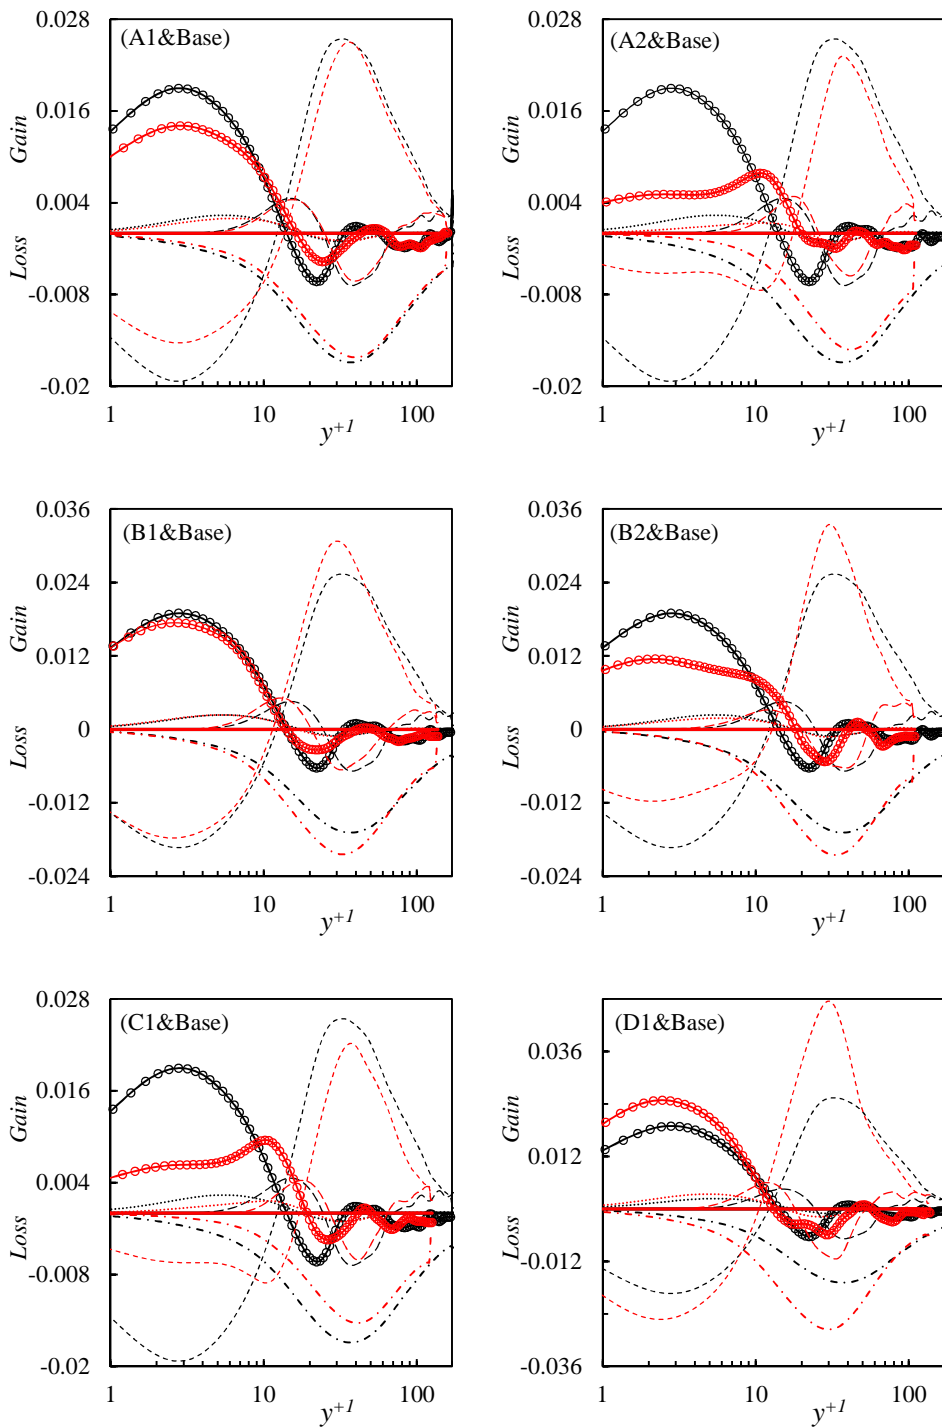 (A1&Base)
0.028
0.016
0.004
-0.008
-0.02
Gain
Loss
1
10
100
y+1
(A2&Base)
0.028
0.016
0.004
-0.008
-0.02
Gain
Loss
1
10
100
y+1
(B1&Base)
0.036
0.024
0.012
0
-0.012
-0.024
Gain
Loss
1
10
100
y+1
(B2&Base)
0.036
0.024
0.012
0
-0.012
-0.024
Gain
Loss
1
10
100
y+1
(C1&Base)
0.028
0.016
0.004
-0.008
-0.02
Gain
Loss
1
10
100
y+1
(D1&Base)
0.036
0.012
-0.012
-0.036
Gain
Loss
1
10
100
y+1